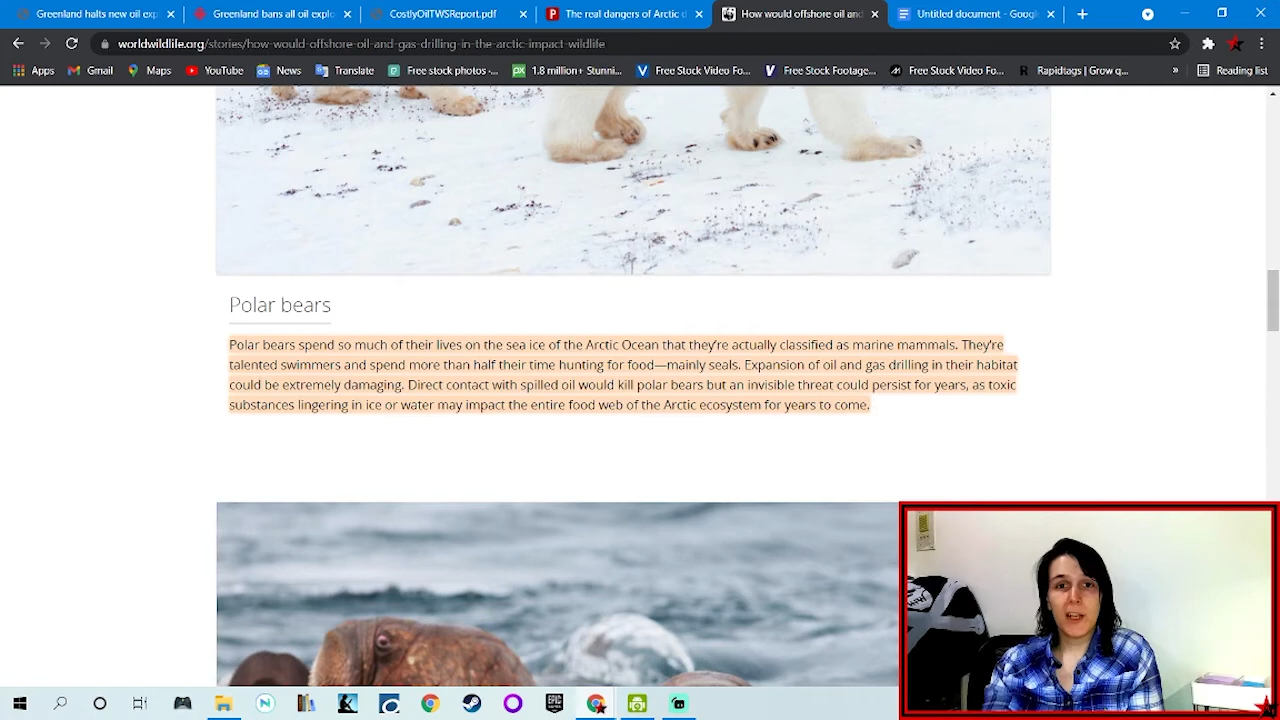 Greenland halts new oil exp
Greenland bans all oil explo
CostlyOilTWSReport.pdf
The real dangers of Arctic d
How would offshore oil and
Untitled document - Goog
worldwildlife.org/stories/how-would-offshore-oil-and-gas-drilling-in-the-arctic-impact-wildlife
Apps
Gmail
Maps
YouTube
News
Translate
Free stock photos -...
1.8 million+ Stunni...
Free Stock Video Fo...
Free Stock Footage...
Free Stock Video Fo...
Rapidtags | Grow q...
»
Reading list
Polar bears
Polar bears spend so much of their lives on the sea ice of the Arctic Ocean that they’re actually classified as marine mammals. They’re
talented swimmers and spend more than half their time hunting for food—mainly seals. Expansion of oil and gas drilling in their habitat
could be extremely damaging. Direct contact with spilled oil would kill polar bears but an invisible threat could persist for years, as toxic
substances lingering in ice or water may impact the entire food web of the Arctic ecosystem for years to come.